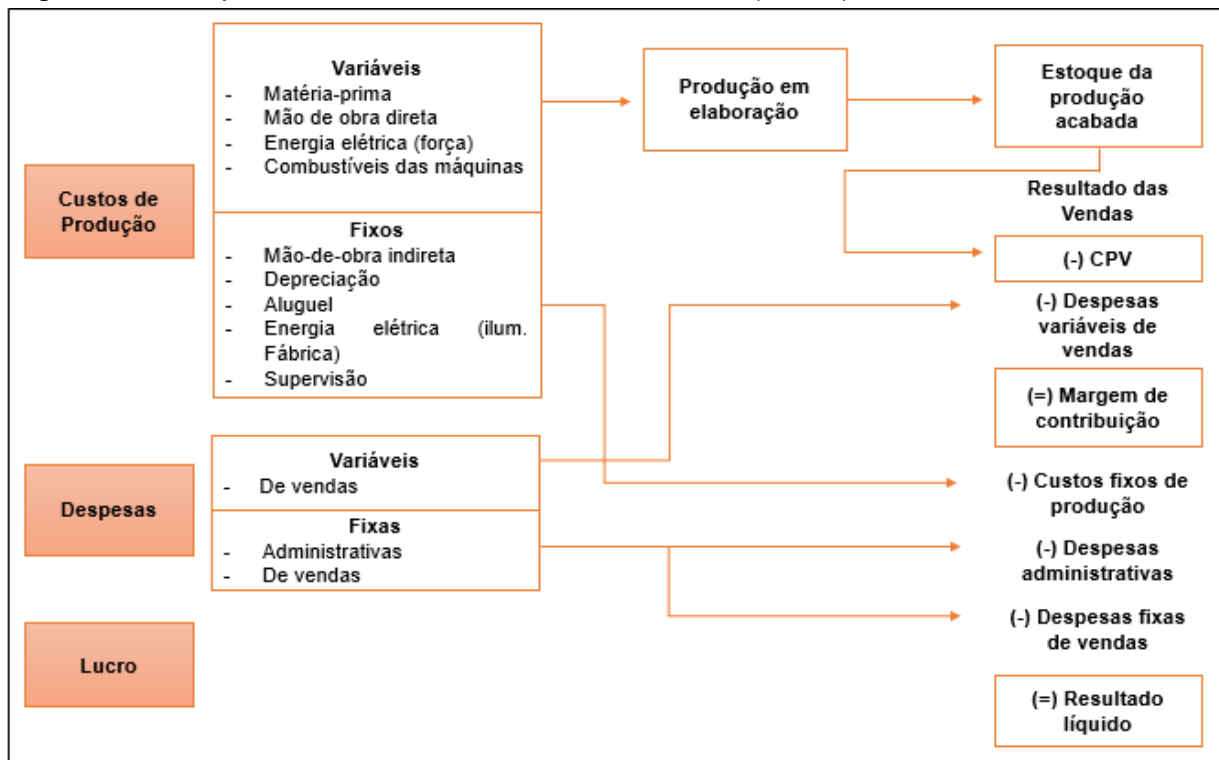 Variáveis
- Matéria-prima
- Mão de obra direta
- Energia elétrica (força)
- Combustíveis das máquinas
Produção em
elaboração
Estoque da
produção
acabada
Custos de
Produção
Fixos
- Mão-de-obra indireta
- Depreciação
- Aluguel
- Energia elétrica (ilum.
Fábrica)
- Supervisão
Resultado das
Vendas
(-) CPV
(-) Despesas
variáveis de
vendas
(=) Margem de
contribuição
Despesas
Variáveis
- De vendas
Fixas
- Administrativas
- De vendas
(-) Custos fixos de
produção
(-) Despesas
administrativas
(-) Despesas fixas
de vendas
Lucro
(=) Resultado
líquido